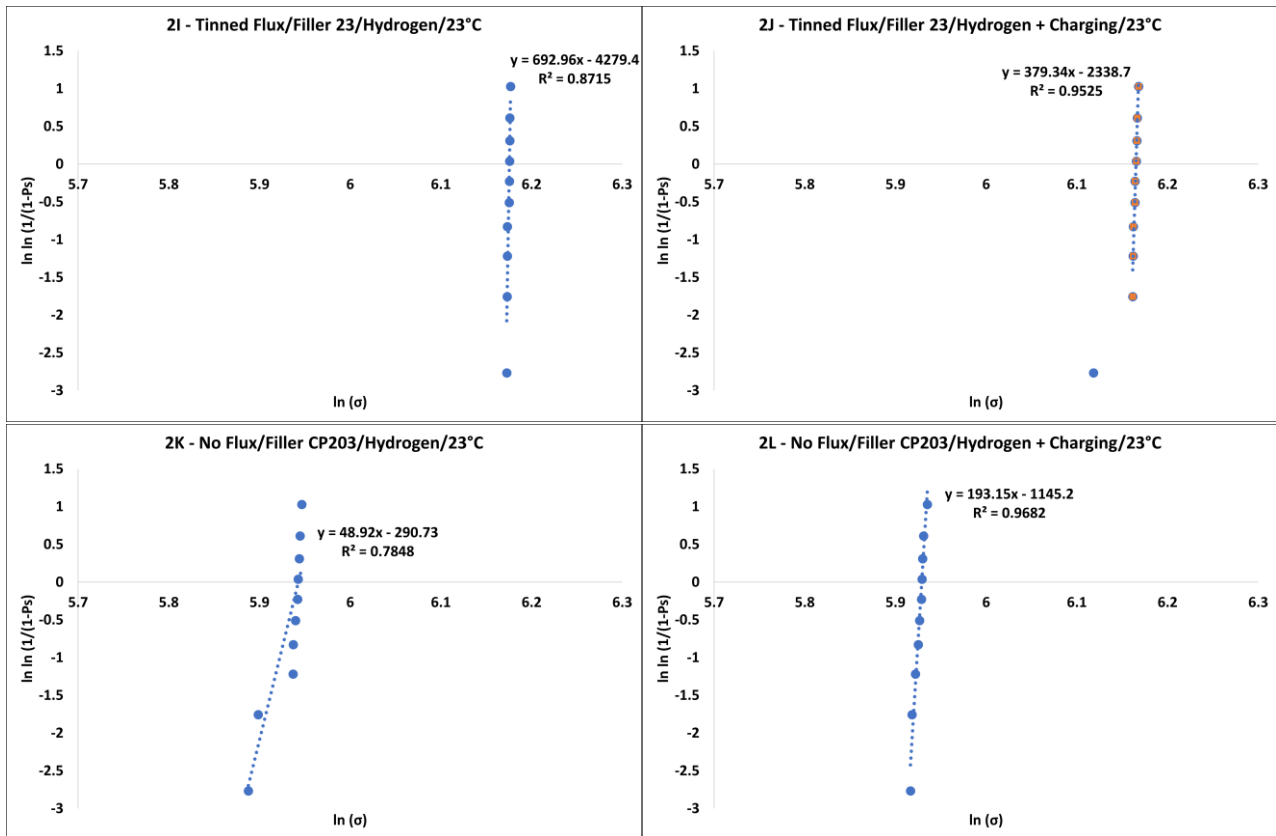 2I - Tinned Flux/Filler 23/Hydrogen/23°C
y = 692.96x - 4279.4
R² = 0.8715
1.5
1
0.5
0
-0.5
-1
-1.5
-2
-2.5
-3
5.7 5.8 5.9 6 6.1 6.2 6.3
ln ln (1/(1-Ps)
ln (σ)
2J - Tinned Flux/Filler 23/Hydrogen + Charging/23°C
y = 379.34x - 2338.7
R² = 0.9525
1.5
1
0.5
0
-0.5
-1
-1.5
-2
-2.5
-3
5.7 5.8 5.9 6 6.1 6.2 6.3
ln ln (1/(1-Ps)
ln (σ)
2K - No Flux/Filler CP203/Hydrogen/23°C
y = 48.92x - 290.73
R² = 0.7848
1.5
1
0.5
0
-0.5
-1
-1.5
-2
-2.5
-3
5.7 5.8 5.9 6 6.1 6.2 6.3
ln ln (1/(1-Ps)
ln (σ)
2L - No Flux/Filler CP203/Hydrogen + Charging/23°C
y = 193.15x - 1145.2
R² = 0.9682
1.5
1
0.5
0
-0.5
-1
-1.5
-2
-2.5
-3
5.7 5.8 5.9 6 6.1 6.2 6.3
ln ln (1/(1-Ps)
ln (σ)